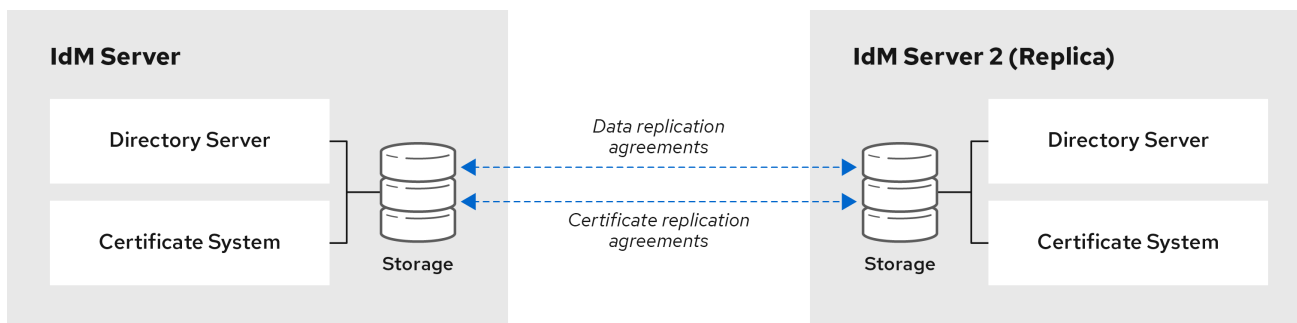 IdM Server
Directory Server
Certificate System
Storage
Data replication
agreements
Certificate replication
agreements
IdM Server 2 (Replica)
Storage
Directory Server
Certificate System